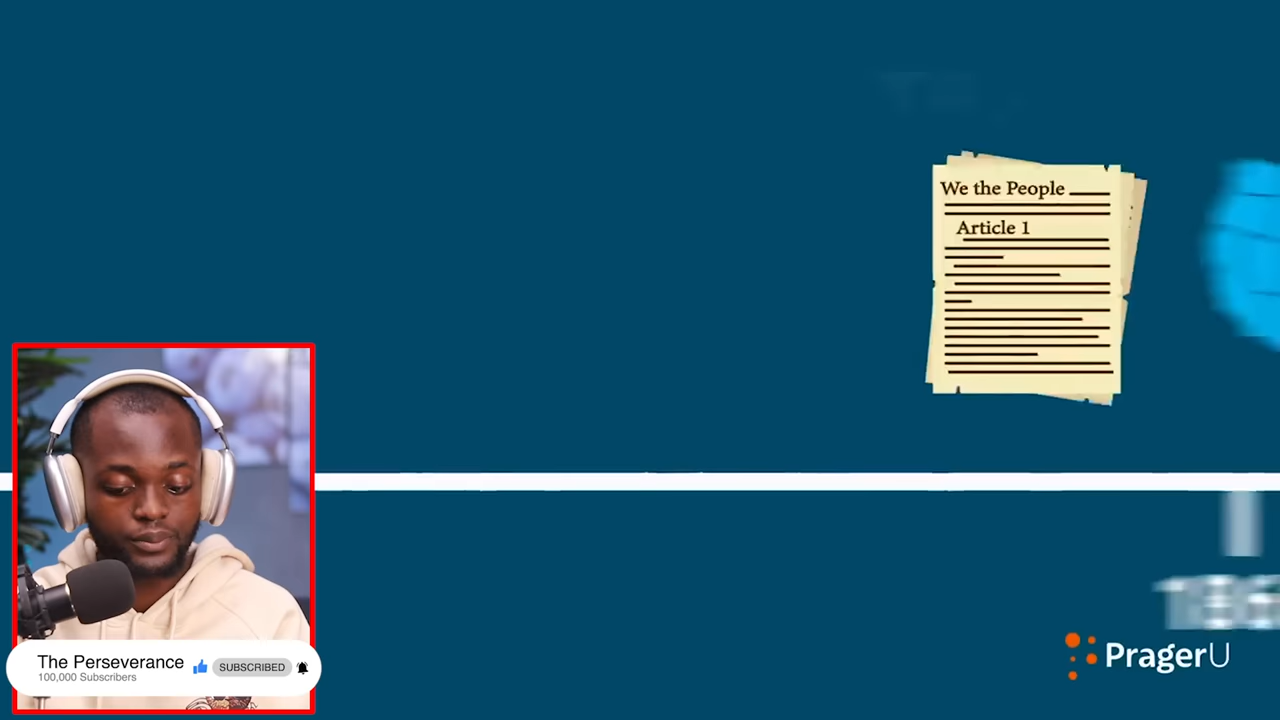 We the People
Article 1
The Perseverance
SUBSCRIBED
100,000 Subscribers
PragerU